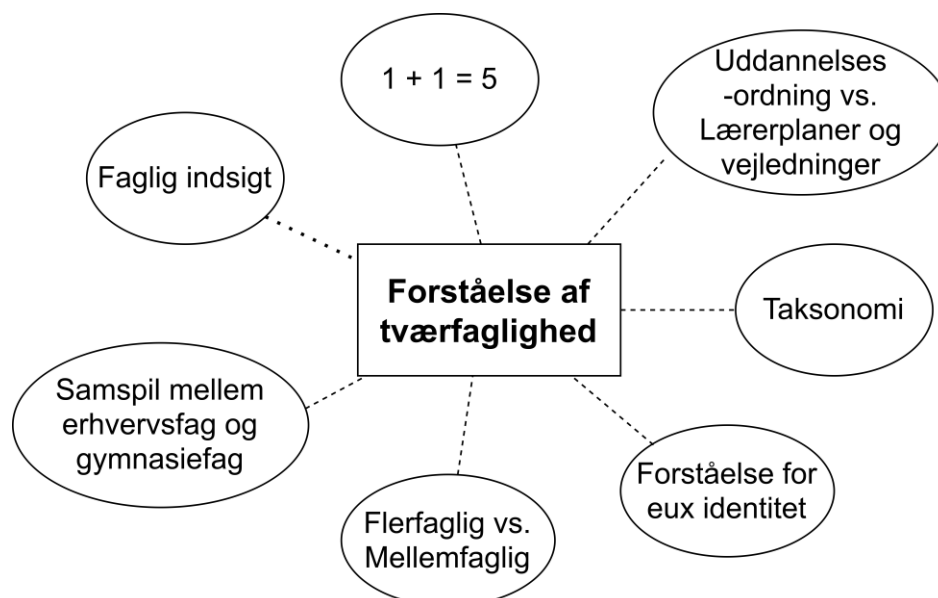 1 + 1 = 5
Uddannelses
-ordning vs.
Lærerplaner og
vejledninger
Faglig indsigt
Forståelse af
tværfaglighed
Taksonomi
Samspil mellem
erhvervsfag og
gymnasiefag
Forståelse for
eux identitet
Flerfaglig vs.
Mellemfaglig